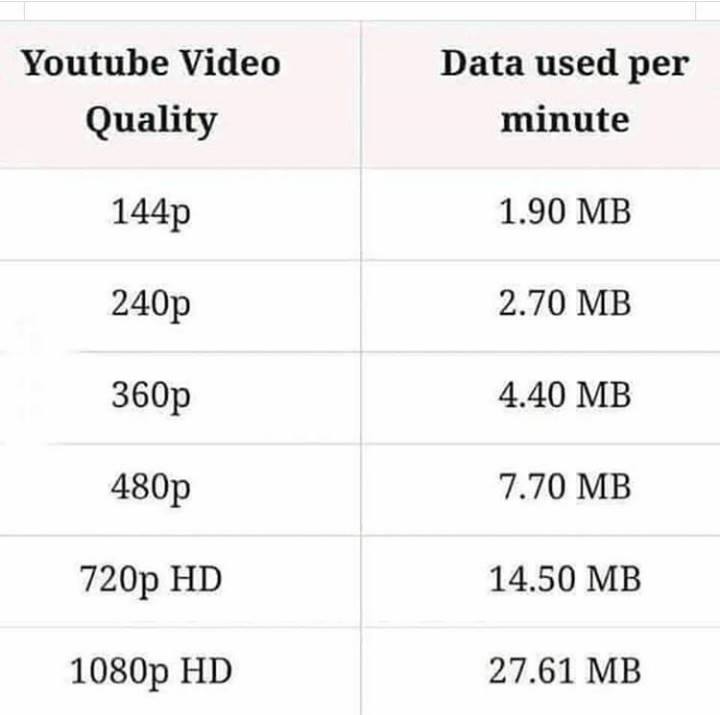 Youtube Video Data used per
Quality minute
144p 1.90 MB
240p 2.70 MB
360p 4.40 MB
480p 7.70 MB
720p HD 14.50 MB
1080p HD 27.61 MB